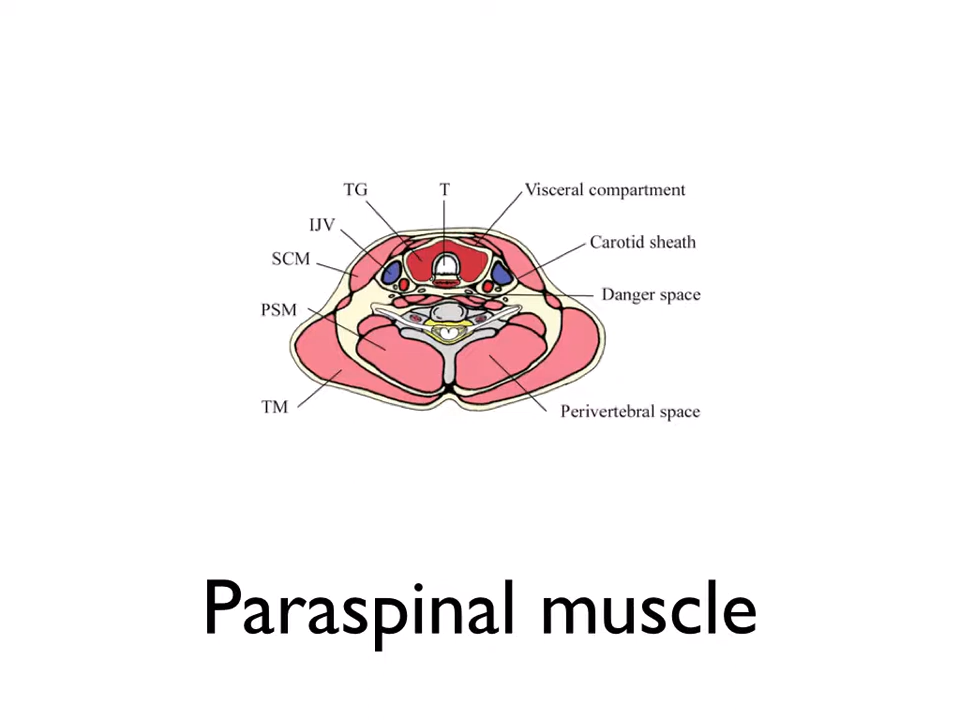 TG
T
Visceral compartment
IJV
Carotid sheath
SCM
Danger space
PSM
TM
Perivertebral space
Paraspinal muscle